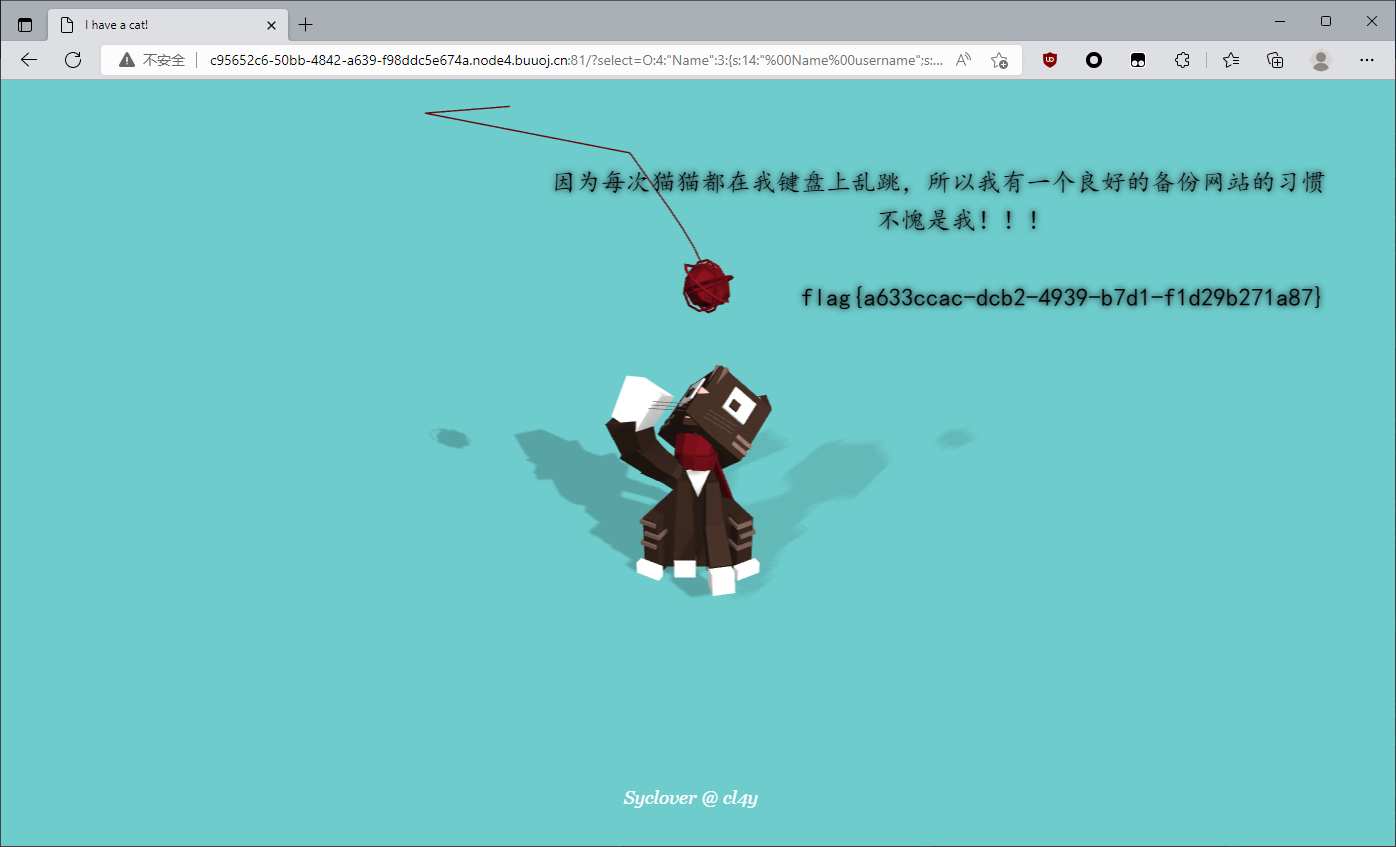 I have a cat!
不安全
c95652c6-50bb-4842-a639-f98ddc5e674a.node4.buuoj.cn:81/?select=O:4:"Name":3:{s:14:"%00Name%00username";s:...
因为每次猫猫都在我键盘上乱跳，所以我有一个良好的备份网站的习惯
不愧是我！！！
flag{a633ccac-dcb2-4939-b7d1-f1d29b271a87}
Syclover @ cl4y